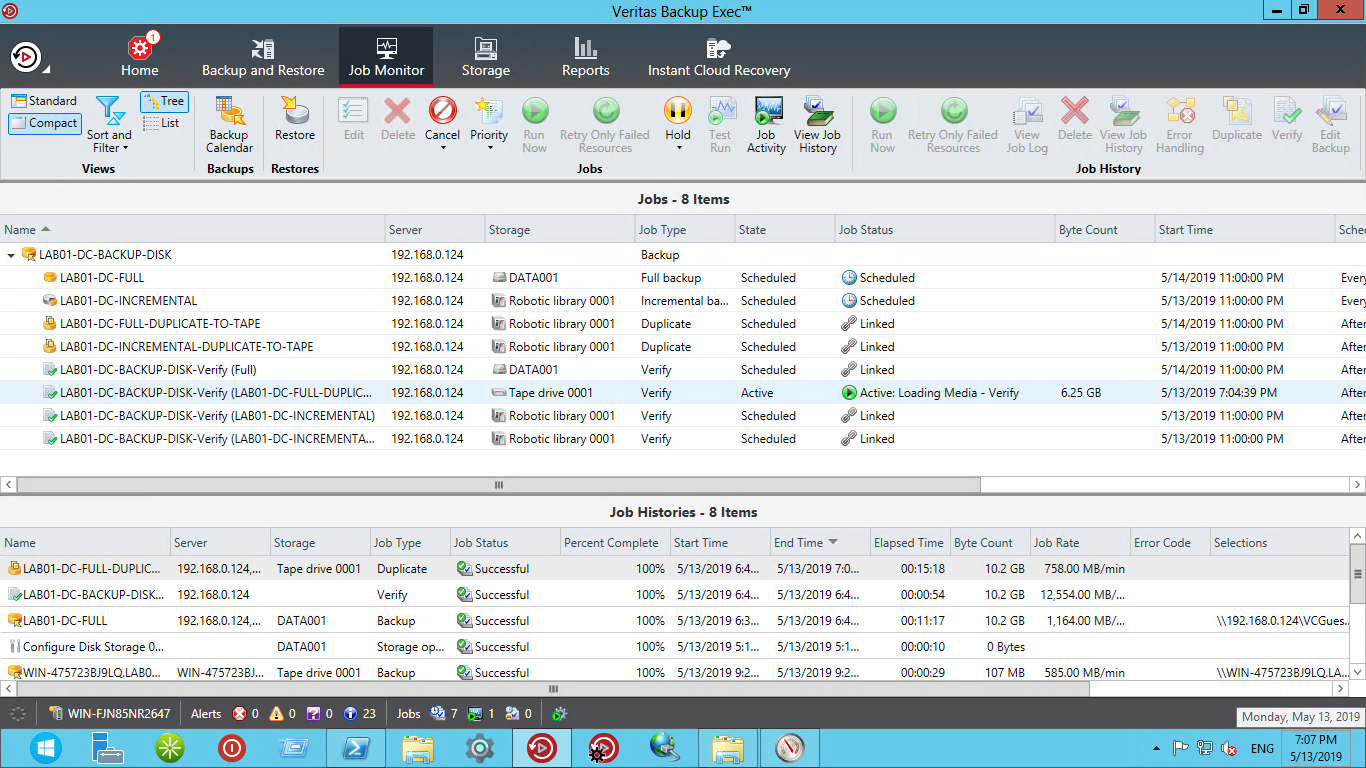 Veritas Backup Exec™
1
Home
Backup and Restore
Job Monitor
Storage
Reports
Instant Cloud Recovery
Standard
Compact
Sort and Filter
Tree
List
Views
Backup Calendar
Backups
Restore
Restores
Edit
Delete
Cancel
Priority
Run Now
Retry Only Failed Resources
Hold
Test Run
Job Activity
View Job History
Jobs
Run Now
Retry Only Failed Resources
View Job Log
Delete
View Job History
Error Handling
Duplicate
Verify
Edit Backup
Job History
Jobs - 8 Items
Name Server Storage Job Type State Job Status Byte Count Start Time Sche
LAB01-DC-BACKUP-DISK 192.168.0.124 Backup
LAB01-DC-FULL 192.168.0.124 DATA001 Full backup Scheduled Scheduled 5/14/2019 11:00:00 PM Every
LAB01-DC-INCREMENTAL 192.168.0.124 Robotic library 0001 Incremental ba... Scheduled Scheduled 5/13/2019 11:00:00 PM Every
LAB01-DC-FULL-DUPLICATE-TO-TAPE 192.168.0.124 Robotic library 0001 Duplicate Scheduled Linked 5/14/2019 11:00:00 PM After
LAB01-DC-INCREMENTAL-DUPLICATE-TO-TAPE 192.168.0.124 Robotic library 0001 Duplicate Scheduled Linked 5/13/2019 11:00:00 PM After
LAB01-DC-BACKUP-DISK-Verify (Full) 192.168.0.124 DATA001 Verify Scheduled Linked 5/14/2019 11:00:00 PM After
LAB01-DC-BACKUP-DISK-Verify (LAB01-DC-FULL-DUPLIC... 192.168.0.124 Tape drive 0001 Verify Active Active: Loading Media - Verify 6.25 GB 5/13/2019 7:04:39 PM After
LAB01-DC-BACKUP-DISK-Verify (LAB01-DC-INCREMENTAL) 192.168.0.124 Robotic library 0001 Verify Scheduled Linked 5/13/2019 11:00:00 PM After
LAB01-DC-BACKUP-DISK-Verify (LAB01-DC-INCREMENTA... 192.168.0.124 Robotic library 0001 Verify Scheduled Linked 5/13/2019 11:00:00 PM After
Job Histories - 8 Items
Name Server Storage Job Type Job Status Percent Complete Start Time End Time Elapsed Time Byte Count Job Rate Error Code Selections
LAB01-DC-FULL-DUPLIC... 192.168.0.124,... Tape drive 0001 Duplicate Successful 100% 5/13/2019 6:4... 5/13/2019 7:0... 00:15:18 10.2 GB 758.00 MB/min
LAB01-DC-BACKUP-DISK... 192.168.0.124 Verify Successful 100% 5/13/2019 6:4... 5/13/2019 6:4... 00:00:54 10.2 GB 12,554.00 MB/...
LAB01-DC-FULL 192.168.0.124,... DATA001 Backup Successful 100% 5/13/2019 6:3... 5/13/2019 6:4... 00:11:17 10.2 GB 1,164.00 MB/... \\192.168.0.124\VCGues...
Configure Disk Storage 0... DATA001 Storage op... Successful 100% 5/13/2019 5:1... 5/13/2019 5:1... 00:00:10 0 Bytes
WIN-475723BJ9LQ.LAB0... WIN-475723BJ... Tape drive 0001 Backup Successful 100% 5/13/2019 9:2... 5/13/2019 9:2... 00:00:29 107 MB 585.00 MB/min \\WIN-475723BJ9LQ.LA...
WIN-FJN85NR2647 Alerts 0 0 0 23 Jobs 7 1 0
Monday, May 13, 2019
ENG
7:07 PM
5/13/2019